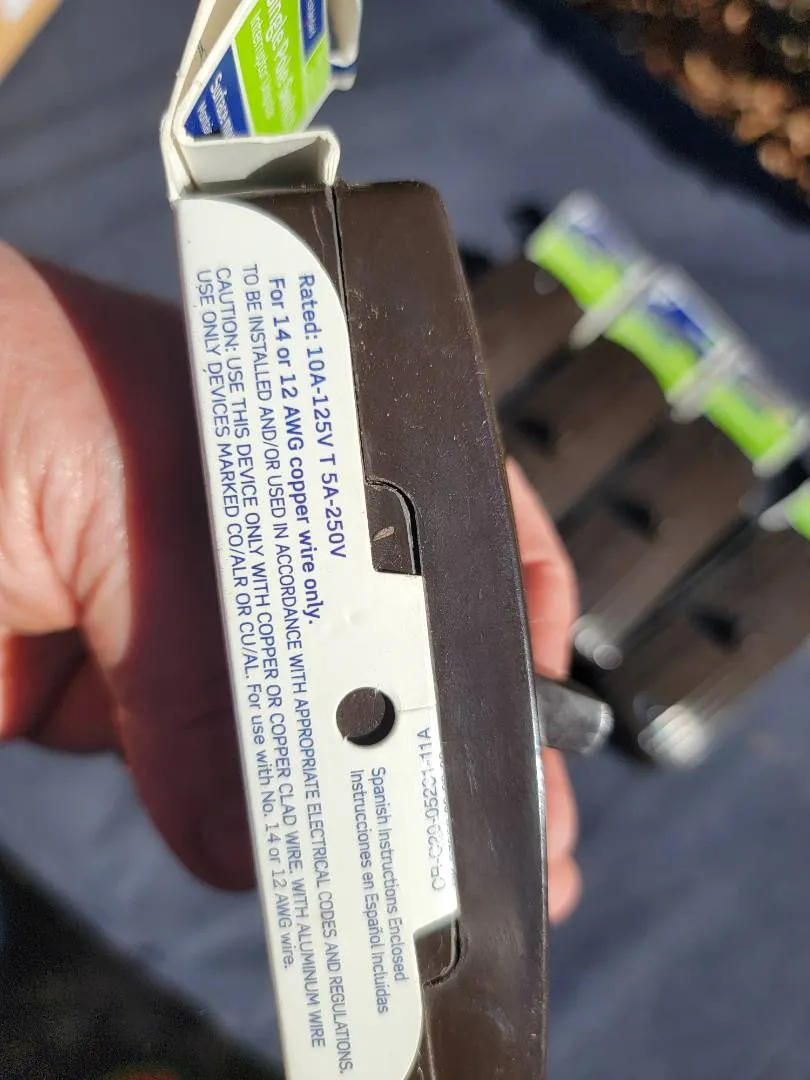 Single Pole Switch
Rated: 10A-125V T 5A-250V
For 14 or 12 AWG copper wire only.
TO BE INSTALLED AND/OR USED IN ACCORDANCE WITH APPROPRIATE ELECTRICAL CODES AND REGULATIONS.
CAUTION: USE THIS DEVICE ONLY WITH COPPER OR COPPER CLAD WIRE. WITH ALUMINUM WIRE
USE ONLY DEVICES MARKED CO/ALR OR CU/AL. For use with No. 14 or 12 AWG wire.
Spanish Instructions Enclosed
Instrucciones en Español Incluidas